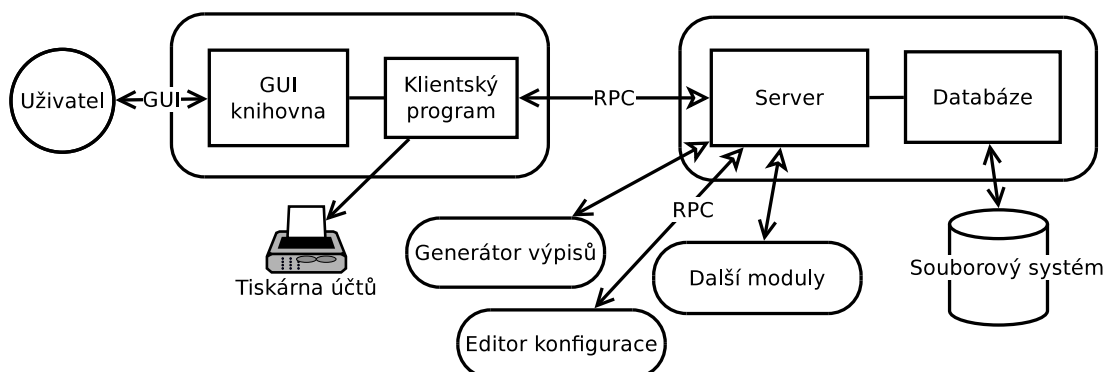 Uživatel
GUI
GUI
knihovna
Klientský
program
RPC
Server
Databáze
RPC
Generátor výpisů
Další moduly
Souborový systém
Tiskárna účtů
Editor konfigurace